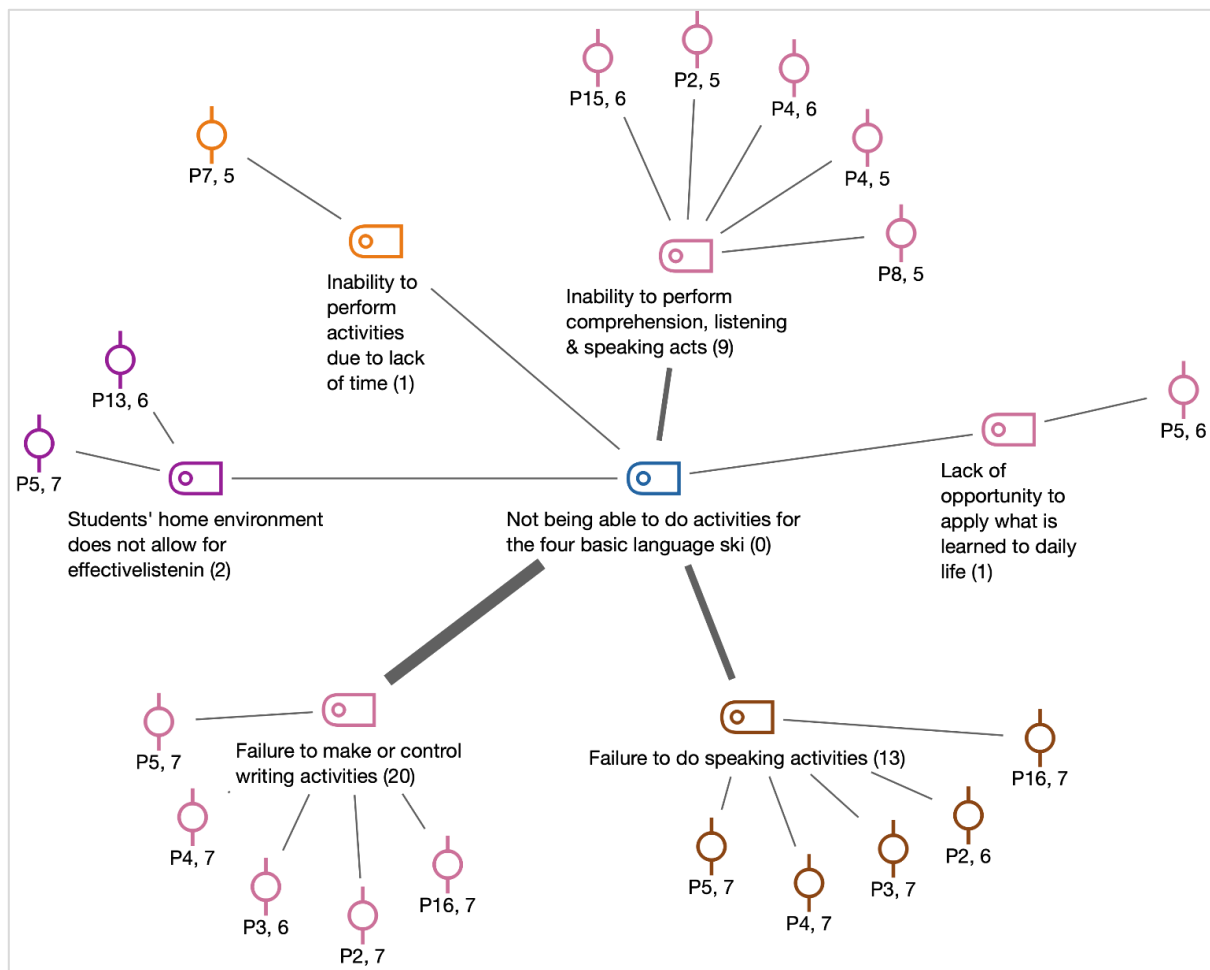 P15, 6
P2, 5
P4, 6
P4, 5
P8, 5
P7, 5
Inability to
perform
activities
due to lack
of time (1)
Inability to perform
comprehension, listening
& speaking acts (9)
P13, 6
P5, 7
Students' home environment
does not allow for
effectivelistenin (2)
Not being able to do activities for
the four basic language ski (0)
P5, 6
Lack of
opportunity to
apply what is
learned to daily
life (1)
Failure to make or control
writing activities (20)
P5, 7
P4, 7
P3, 6
P2, 7
P16, 7
Failure to do speaking activities (13)
P16, 7
P2, 6
P3, 7
P4, 7
P5, 7